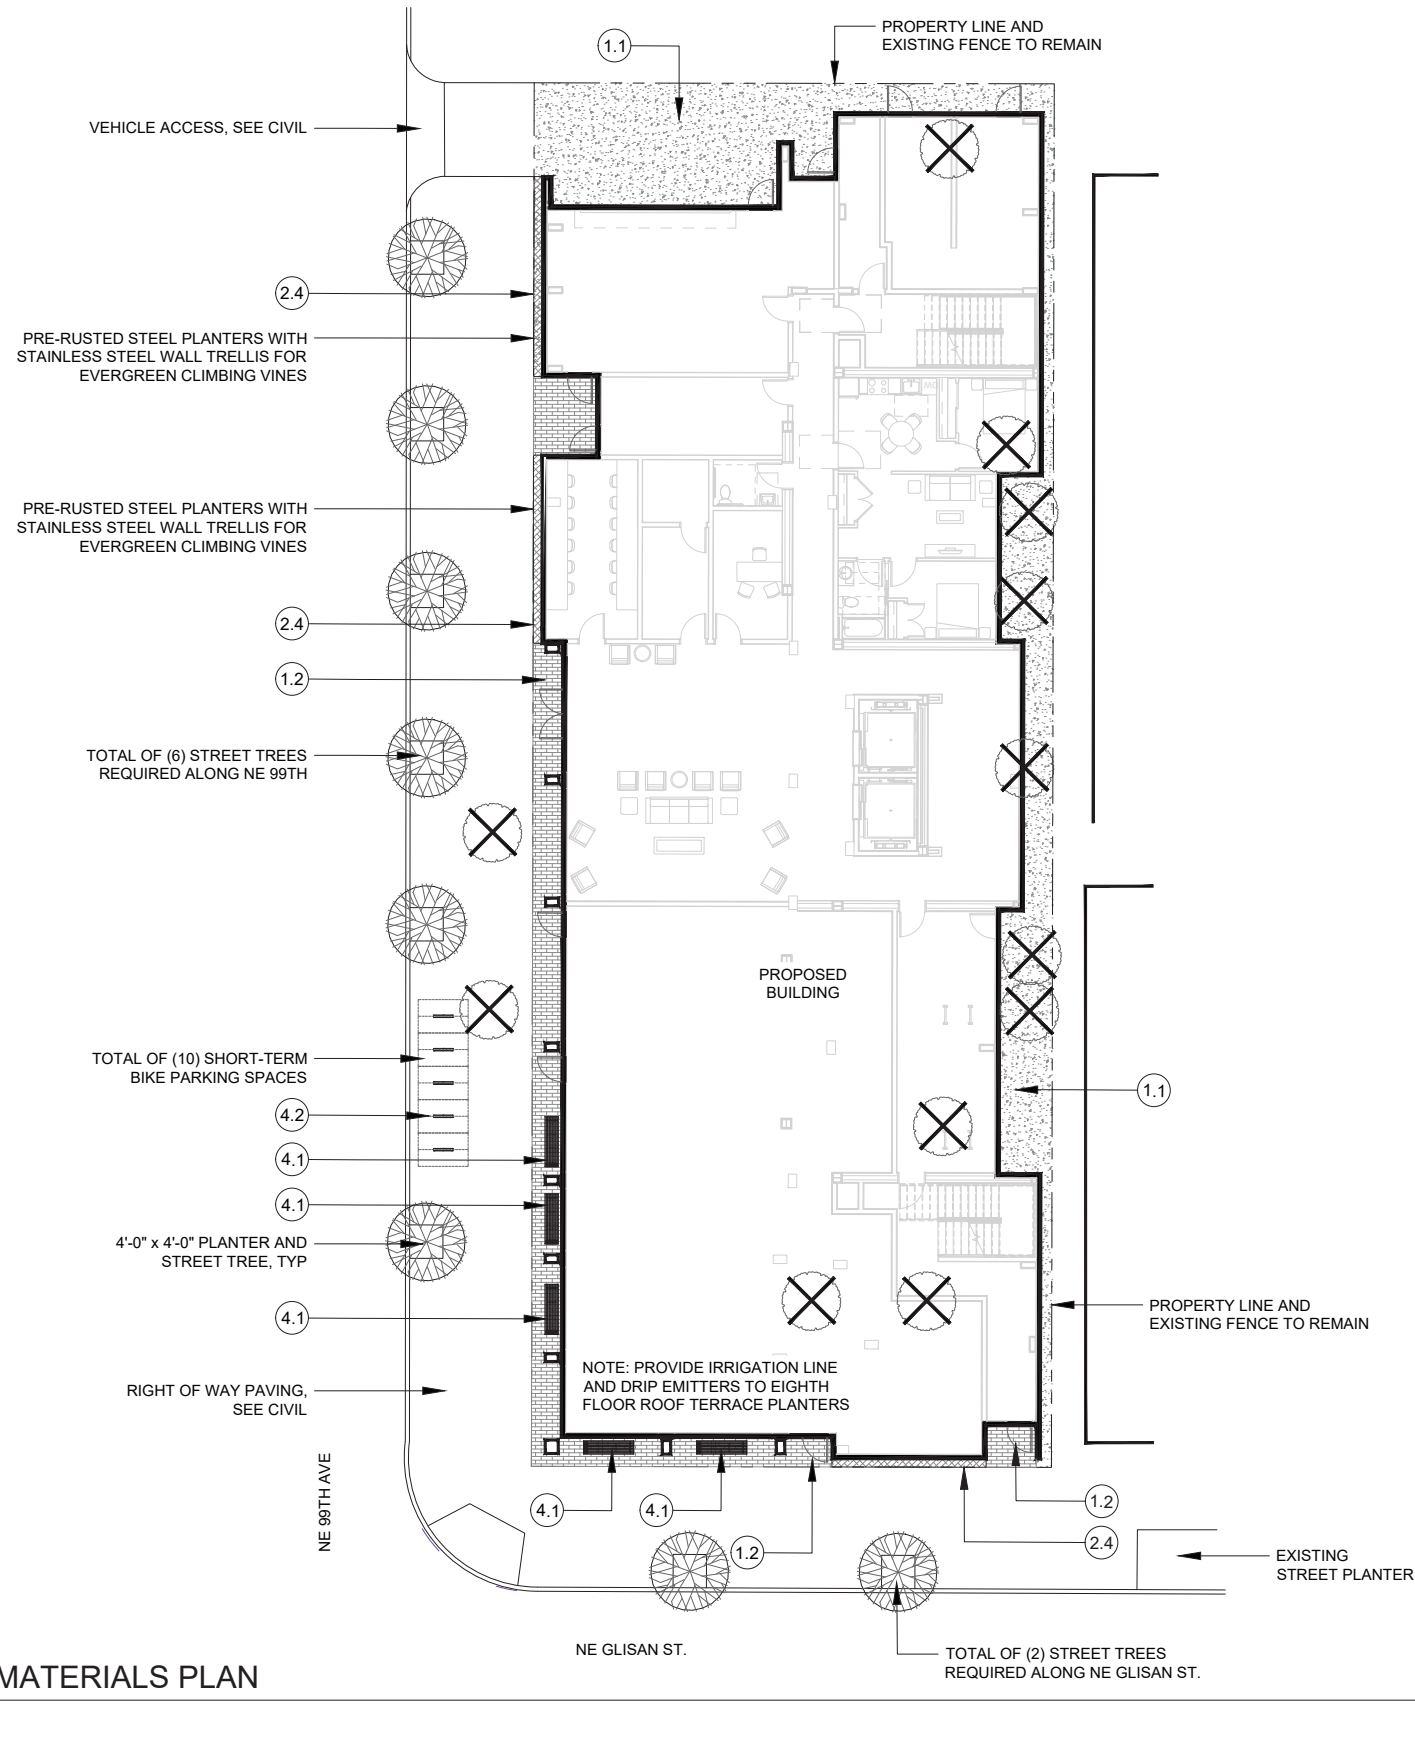 PROPERTY LINE AND
EXISTING FENCE TO REMAIN
1.1
VEHICLE ACCESS, SEE CIVIL
2.4
PRE-RUSTED STEEL PLANTERS WITH
STAINLESS STEEL WALL TRELLIS FOR
EVERGREEN CLIMBING VINES
PRE-RUSTED STEEL PLANTERS WITH
STAINLESS STEEL WALL TRELLIS FOR
EVERGREEN CLIMBING VINES
2.4
1.2
TOTAL OF (6) STREET TREES
REQUIRED ALONG NE 99TH
PROPOSED
BUILDING
TOTAL OF (10) SHORT-TERM
BIKE PARKING SPACES
1.1
4.2
4.1
4.1
4'-0" x 4'-0" PLANTER AND
STREET TREE, TYP
4.1
PROPERTY LINE AND
EXISTING FENCE TO REMAIN
NOTE: PROVIDE IRRIGATION LINE
AND DRIP EMITTERS TO EIGHTH
FLOOR ROOF TERRACE PLANTERS
RIGHT OF WAY PAVING,
SEE CIVIL
NE 99TH AVE
4.1
4.1
1.2
1.2
2.4
EXISTING
STREET PLANTER
NE GLISAN ST.
TOTAL OF (2) STREET TREES
REQUIRED ALONG NE GLISAN ST.
MATERIALS PLAN